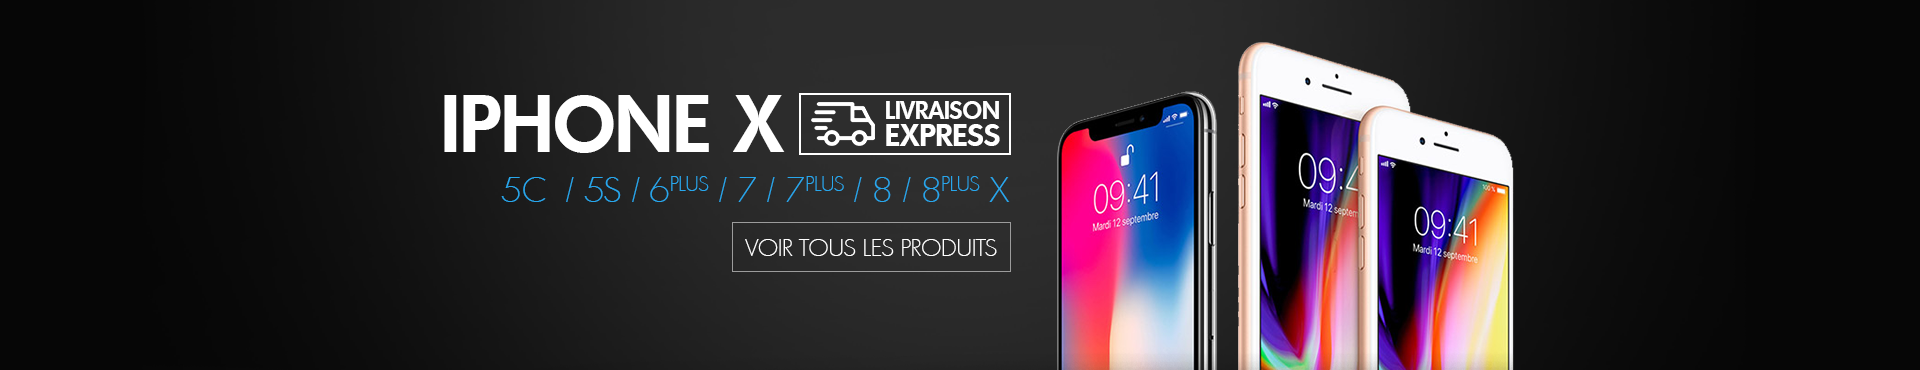 IPHONE X
LIVRAISON
EXPRESS
5C / 5S / 6PLUS / 7 / 7PLUS / 8 / 8PLUS X
VOIR TOUS LES PRODUITS
09:41
Mardi 12 septembre
09:4
Mardi 12 septem
100 %
09:41
Mardi 12 septembre